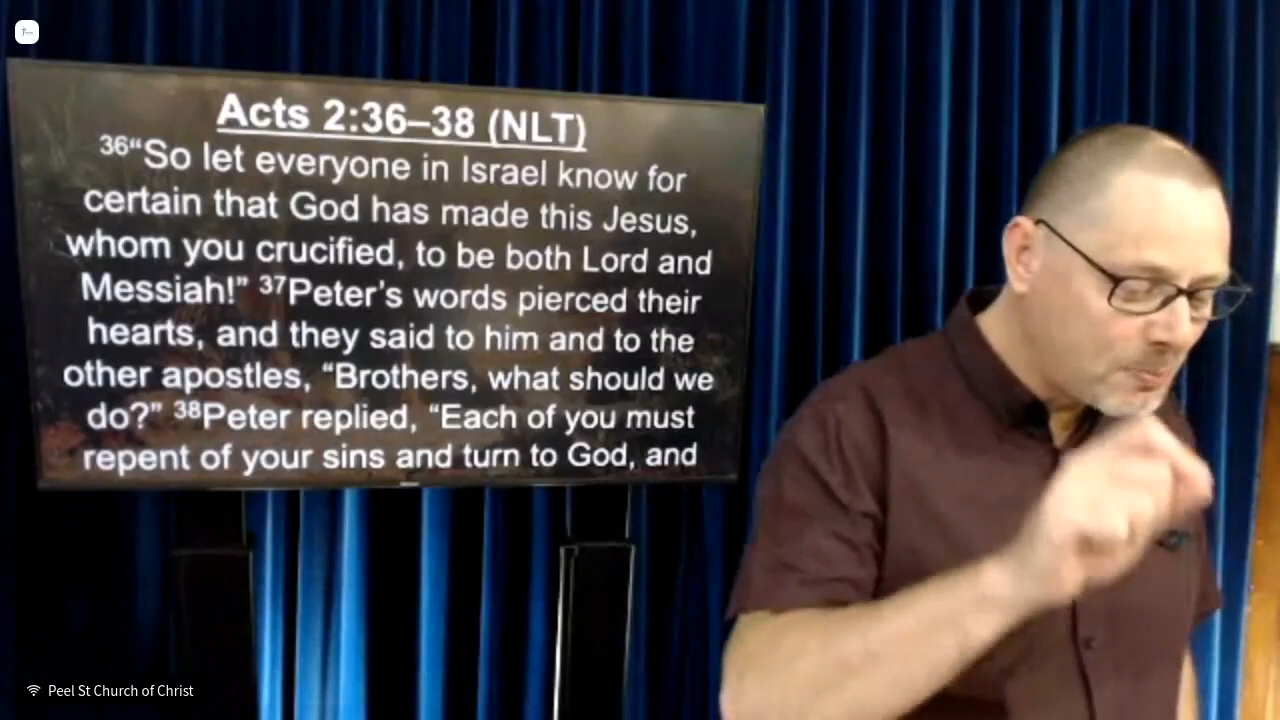 Acts 2:36–38 (NLT)
36“So let everyone in Israel know for
certain that God has made this Jesus,
whom you crucified, to be both Lord and
Messiah!” 37Peter’s words pierced their
hearts, and they said to him and to the
other apostles, “Brothers, what should we
do?” 38Peter replied, “Each of you must
repent of your sins and turn to God, and
Peel St Church of Christ